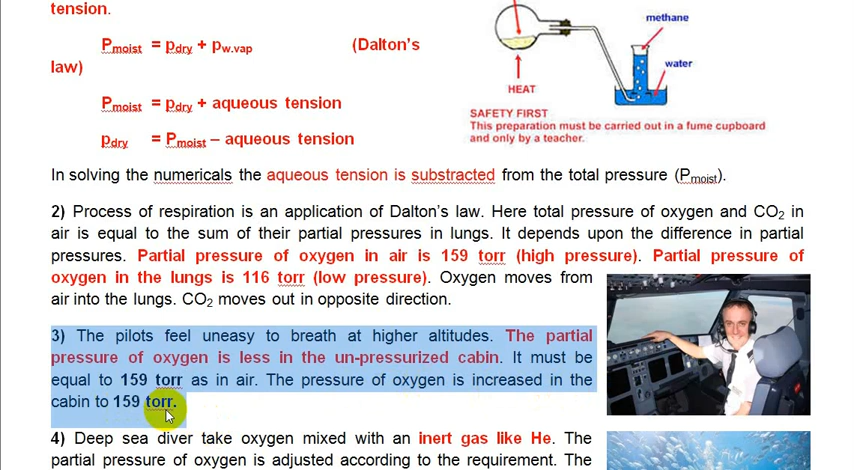 tension.
Pmoist = pdry + pw.vap (Dalton's
law)
Pmoist = pdry + aqueous tension
pdry = Pmoist – aqueous tension
methane
water
HEAT
SAFETY FIRST
This preparation must be carried out in a fume cupboard
and only by a teacher.
In solving the numericals the aqueous tension is substracted from the total pressure (Pmoist).
2) Process of respiration is an application of Dalton's law. Here total pressure of oxygen and CO2 in
air is equal to the sum of their partial pressures in lungs. It depends upon the difference in partial
pressures. Partial pressure of oxygen in air is 159 torr (high pressure). Partial pressure of
oxygen in the lungs is 116 torr (low pressure). Oxygen moves from
air into the lungs. CO2 moves out in opposite direction.
3) The pilots feel uneasy to breath at higher altitudes. The partial
pressure of oxygen is less in the un-pressurized cabin. It must be
equal to 159 torr as in air. The pressure of oxygen is increased in the
cabin to 159 torr.
4) Deep sea diver take oxygen mixed with an inert gas like He. The
partial pressure of oxygen is adjusted according to the requirement. The